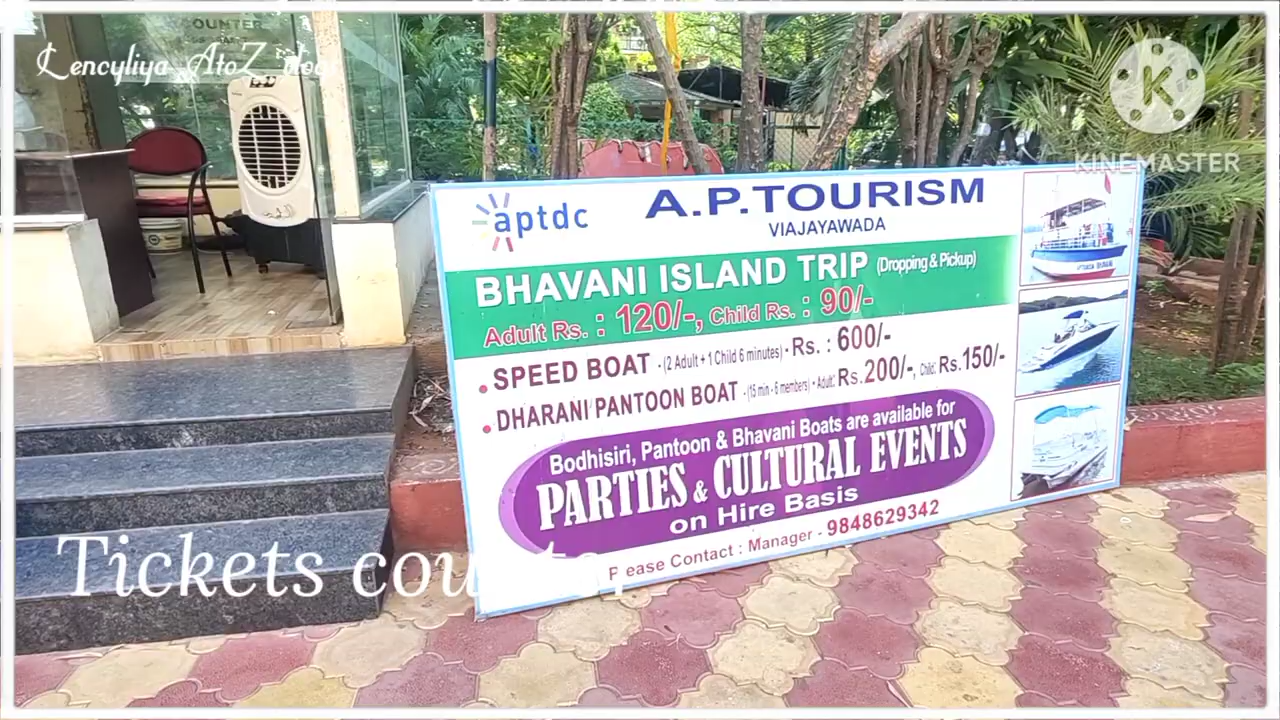 COUNTER
Lencyliya AtoZ vlogs
K
KINEMASTER
aptdc
A.P.TOURISM
VIAJAYAWADA
BHAVANI ISLAND TRIP (Dropping & Pickup)
Adult Rs. : 120/-, Child Rs. : 90/-
• SPEED BOAT - (2 Adult + 1 Child 6 minutes) - Rs. : 600/-
• DHARANI PANTOON BOAT - (15 min - 6 members) - Adult: Rs.200/-, Child: Rs.150/-
Bodhisiri, Pantoon & Bhavani Boats are available for
PARTIES & CULTURAL EVENTS
on Hire Basis
Please Contact : Manager - 9848629342
Tickets counter